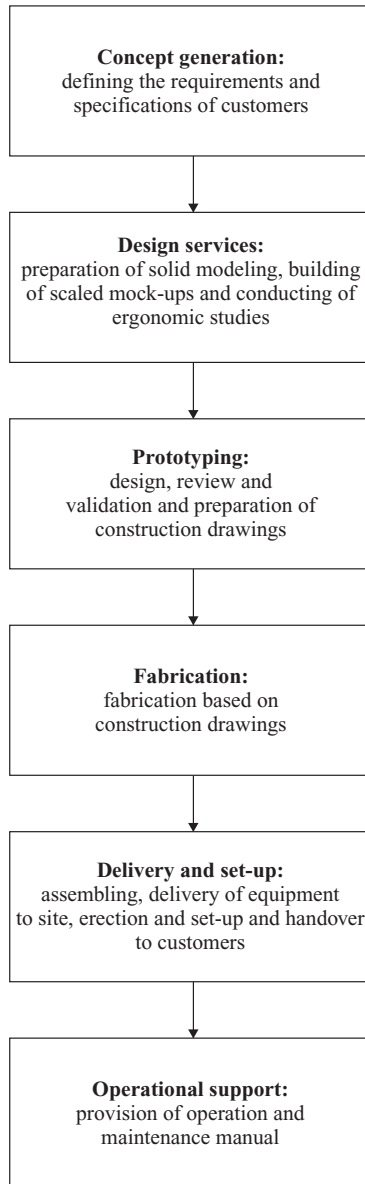 Concept generation:
defining the requirements and
specifications of customers
Design services:
preparation of solid modeling, building
of scaled mock-ups and conducting of
ergonomic studies
Prototyping:
design, review and
validation and preparation of
construction drawings
Fabrication:
fabrication based on
construction drawings
Delivery and set-up:
assembling, delivery of equipment
to site, erection and set-up and handover
to customers
Operational support:
provision of operation and
maintenance manual